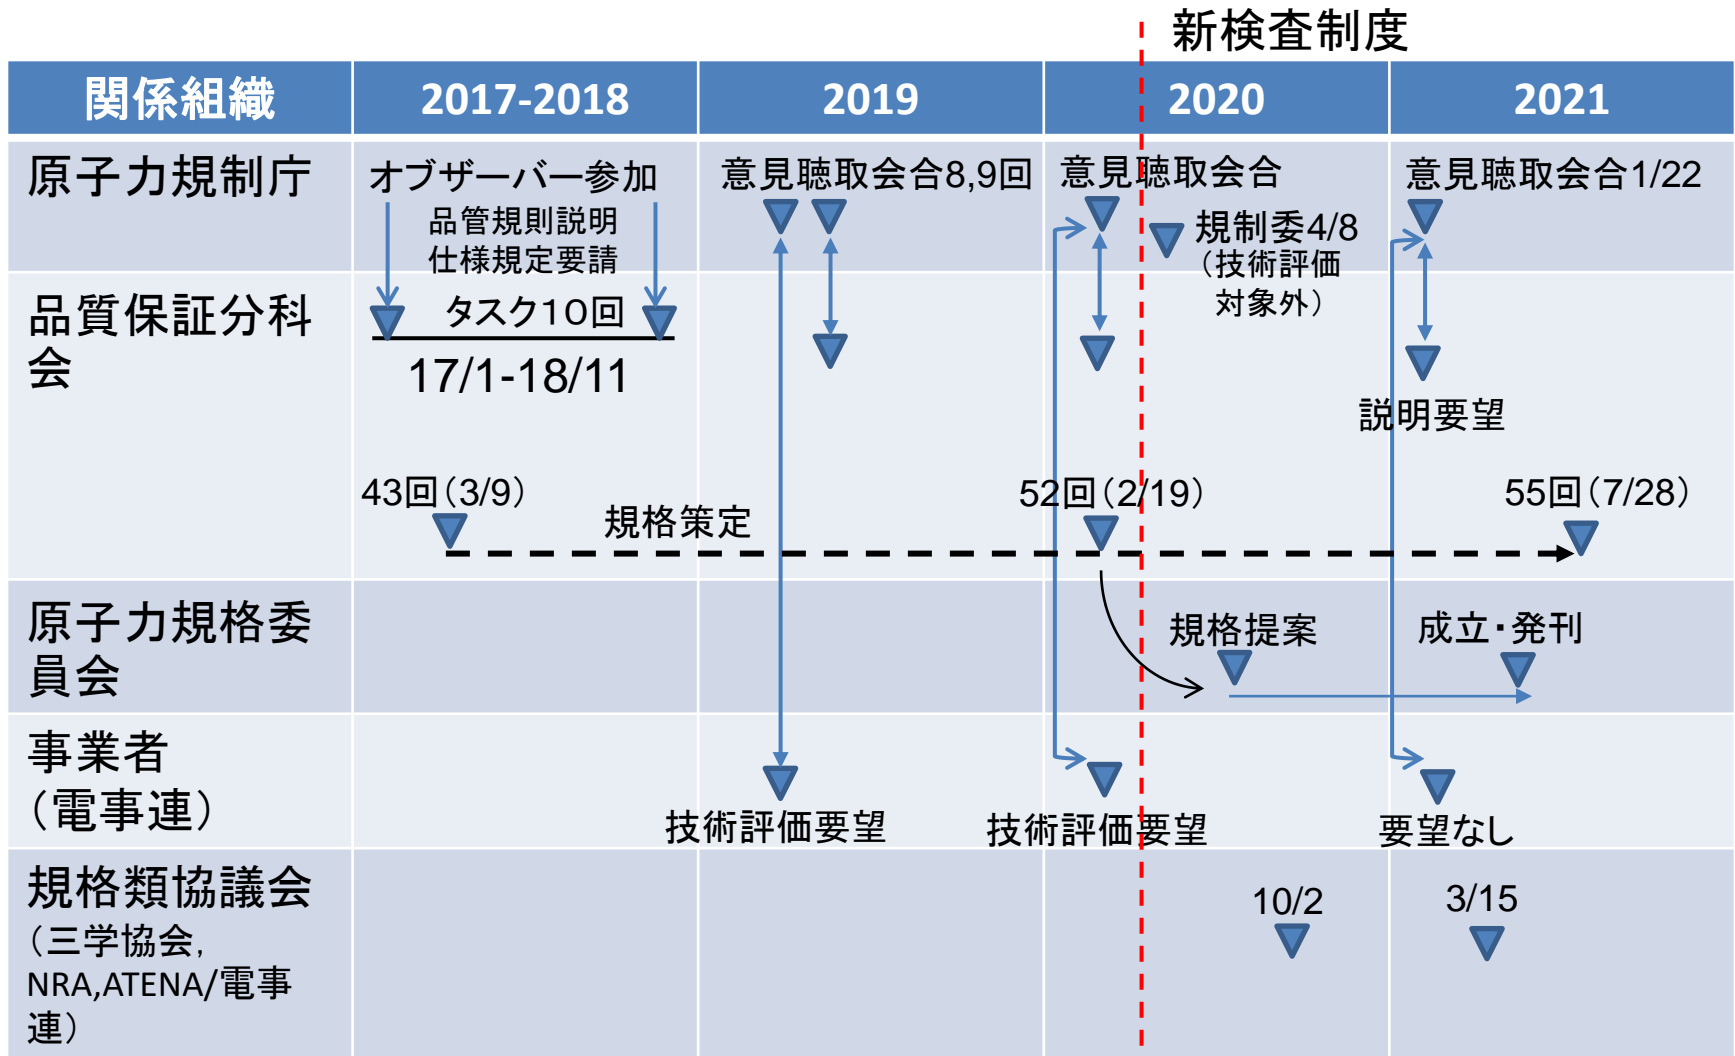 新検査制度
関係組織
2017-2018
2019
2020
2021
原子力規制庁
オブザーバー参加
品管規則説明
仕様規定要請
意見聴取会合8,9回
意見聴取会合
規制委4/8
（技術評価
対象外）
意見聴取会合1/22
品質保証分科
会
タスク１０回
17/1-18/11
説明要望
43回（3/9）
規格策定
52回（2/19）
55回（7/28）
原子力規格委
員会
規格提案
成立・発刊
事業者
（電事連）
技術評価要望
技術評価要望
要望なし
規格類協議会
（三学協会,
NRA,ATENA/電事
連）
10/2
3/15